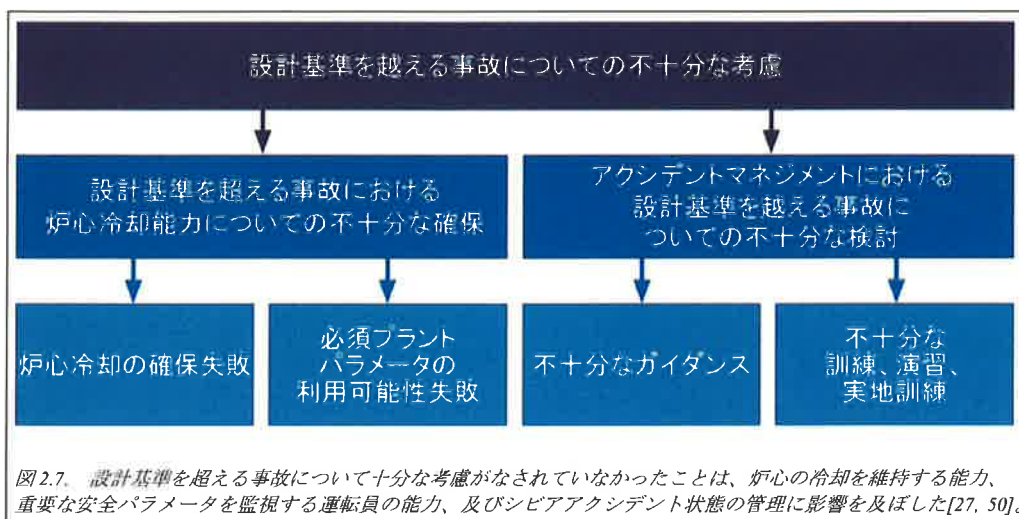 設計基準を越える事故についての不十分な考慮
設計基準を超える事故における
炉心冷却能力についての不十分な確保
アクシデントマネジメントにおける
設計基準を越える事故に
ついての不十分な検討
炉心冷却の確保失敗
必須プラント
パラメータの
利用可能性失敗
不十分なガイダンス
不十分な
訓練、演習、
実地訓練
図2.7. 設計基準を超える事故について十分な考慮がなされていなかったことは、炉心の冷却を維持する能力、
重要な安全パラメータを監視する運転員の能力、及びシビアアクシデント状態の管理に影響を及ぼした[27, 50]。